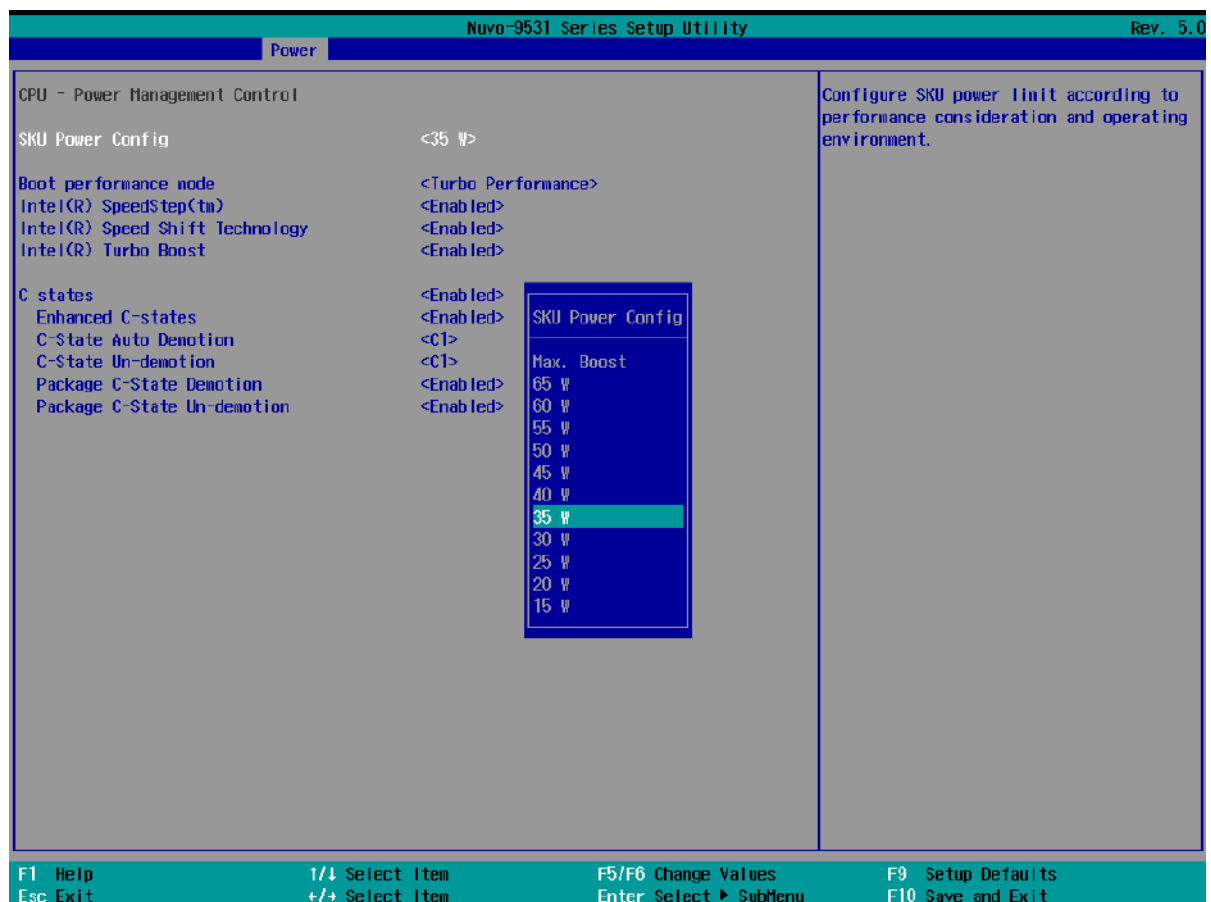 Nuvo-9531 Series Setup Utility Rev. 5.0
Power
CPU - Power Management Control
SKU Power Config <35 W>
Boot performance mode <Turbo Performance>
Intel(R) SpeedStep(tm) <Enabled>
Intel(R) Speed Shift Technology <Enabled>
Intel(R) Turbo Boost <Enabled>
C states <Enabled>
Enhanced C-states <Enabled>
C-State Auto Demotion <C1>
C-State Un-demotion <C1>
Package C-State Demotion <Enabled>
Package C-State Un-demotion <Enabled>
SKU Power Config
Max. Boost
65 W
60 W
55 W
50 W
45 W
40 W
35 W
30 W
25 W
20 W
15 W
Configure SKU power limit according to
performance consideration and operating
environment.
F1 Help ↑/↓ Select Item F5/F6 Change Values F9 Setup Defaults
Esc Exit ←/→ Select Item Enter Select ▶ SubMenu F10 Save and Exit